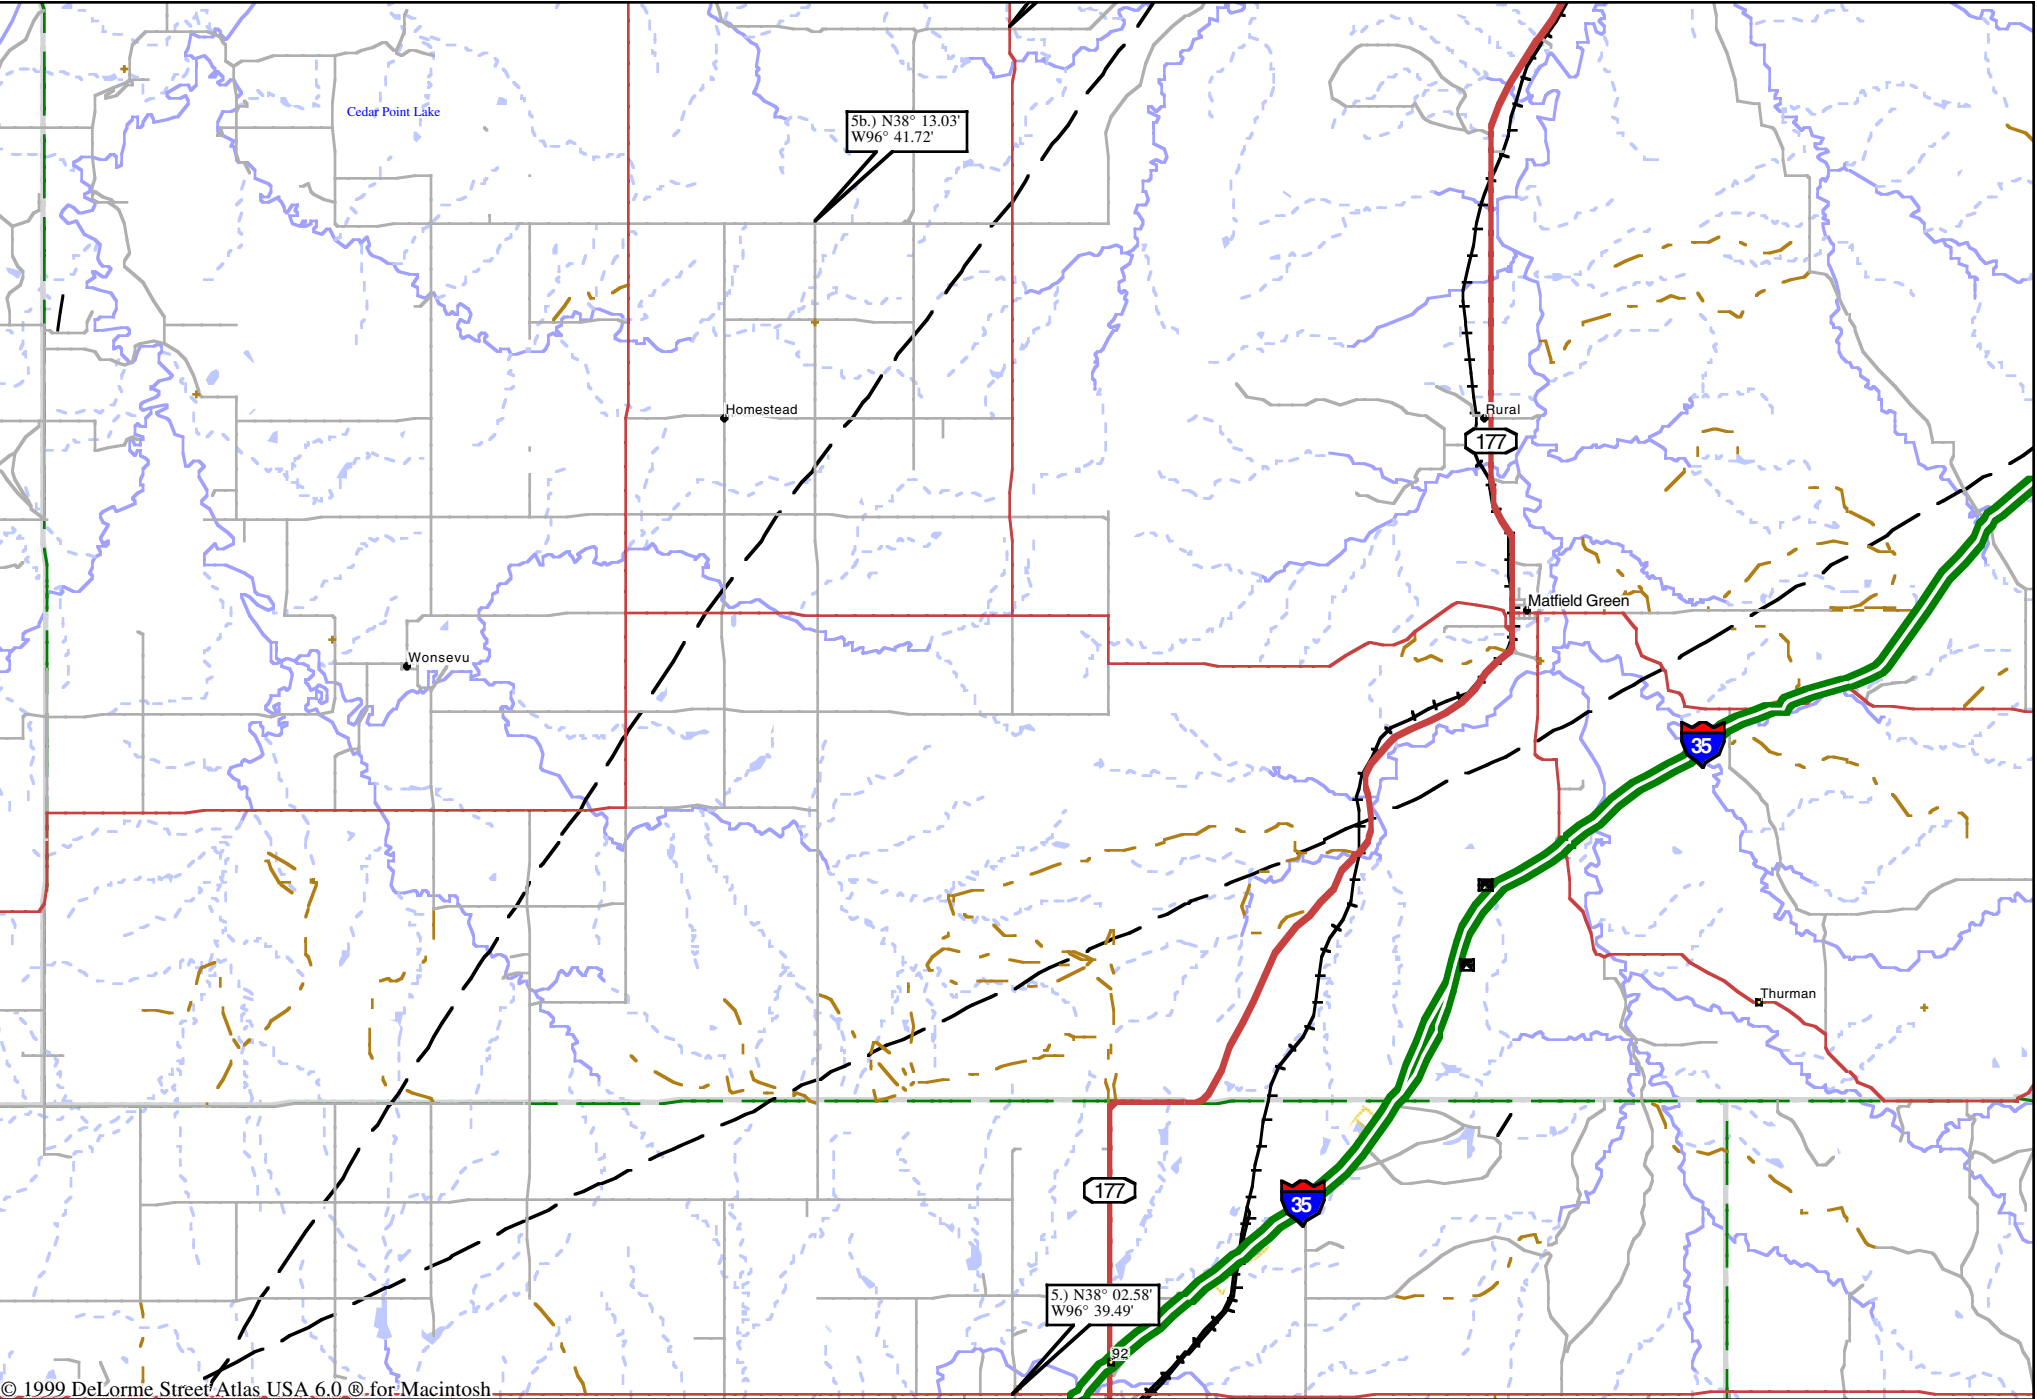 Cedar Point Lake
5b.) N38° 13.03'
W96° 41.72'
Homestead
Rural
177
Matfield Green
Wonsevu
35
Thurman
177
35
5.) N38° 02.58'
W96° 39.49'
92
© 1999 DeLorme Street Atlas USA 6.0 ® for Macintosh